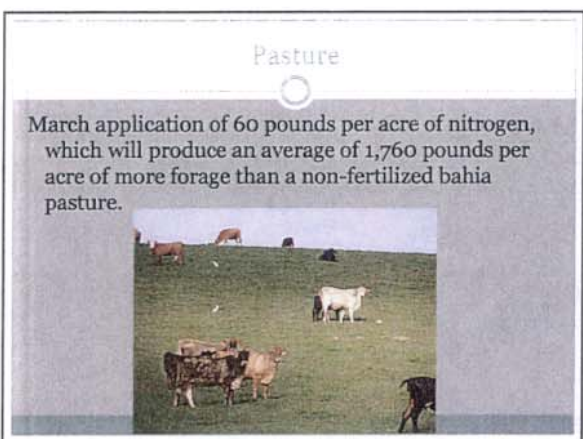 Pasture
March application of 60 pounds per acre of nitrogen,
which will produce an average of 1,760 pounds per
acre of more forage than a non-fertilized bahia
pasture.